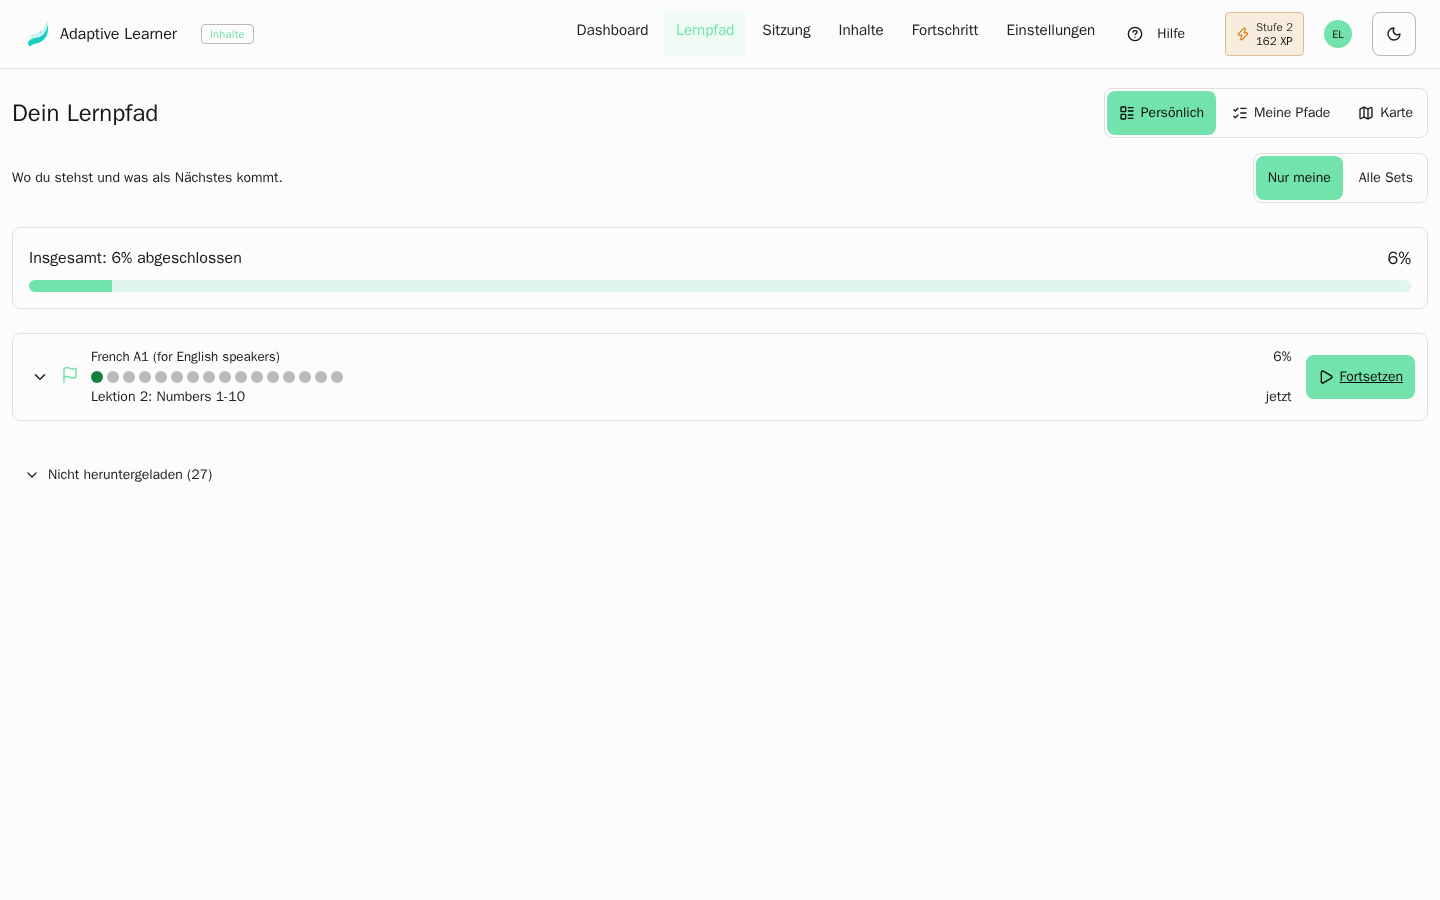 Adaptive Learner
Inhalte
Dashboard
Lernpfad
Sitzung
Inhalte
Fortschritt
Einstellungen
Hilfe
Stufe 2
162 XP
EL
Dein Lernpfad
Persönlich
Meine Pfade
Karte
Wo du stehst und was als Nächstes kommt.
Nur meine
Alle Sets
Insgesamt: 6% abgeschlossen
6%
French A1 (for English speakers)
6%
Lektion 2: Numbers 1-10
jetzt
Fortsetzen
Nicht heruntergeladen (27)